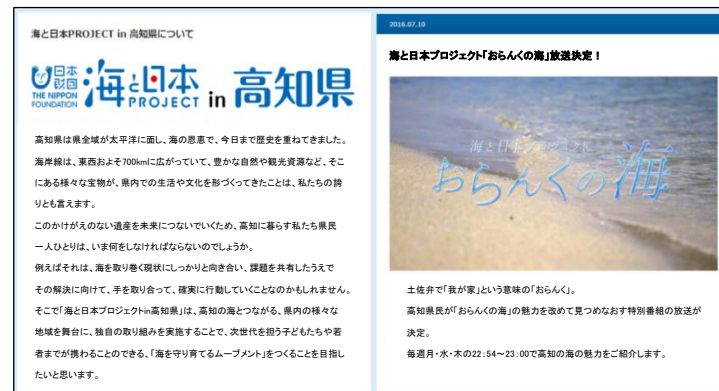 海と日本PROJECT in 高知県について
日本
財団
THE NIPPON
FOUNDATION
海と日本
PROJECT
in 高知県
高知県は県全域が太平洋に面し、海の恩恵で、今日まで歴史を重ねてきました。
海岸線は、東西およそ700kmに広がっていて、豊かな自然や観光資源など、そこ
にある様々な宝物が、県内での生活や文化を形づくってきたことは、私たちの誇
りとも言えます。
このかけがえのない遺産を未来につないでいくため、高知に暮らす私たち県民
一人ひとりは、いま何をしなければならないのでしょうか。
例えばそれは、海を取り巻く現状にしっかりと向き合い、課題を共有したうえで
その解決に向けて、手を取り合って、確実に行動していくことなのかもしれません。
そこで「海と日本プロジェクトin高知県」は、高知の海とつながる、県内の様々な
地域を舞台に、独自の取り組みを実施することで、次世代を担う子どもたちや若
者までが携わることのできる、「海を守り育てるムーブメント」をつくることを目指し
たいと思います。
2016.07.10
海と日本プロジェクト「おらんくの海」放送決定！
海と日本プロジェクト
おらんくの海
土佐弁で「我が家」という意味の「おらんく」。
高知県民が「おらんくの海」の魅力を改めて見つめなおす特別番組の放送が
決定。
毎週月・水・木の22:54～23:00で高知の海の魅力をご紹介します。